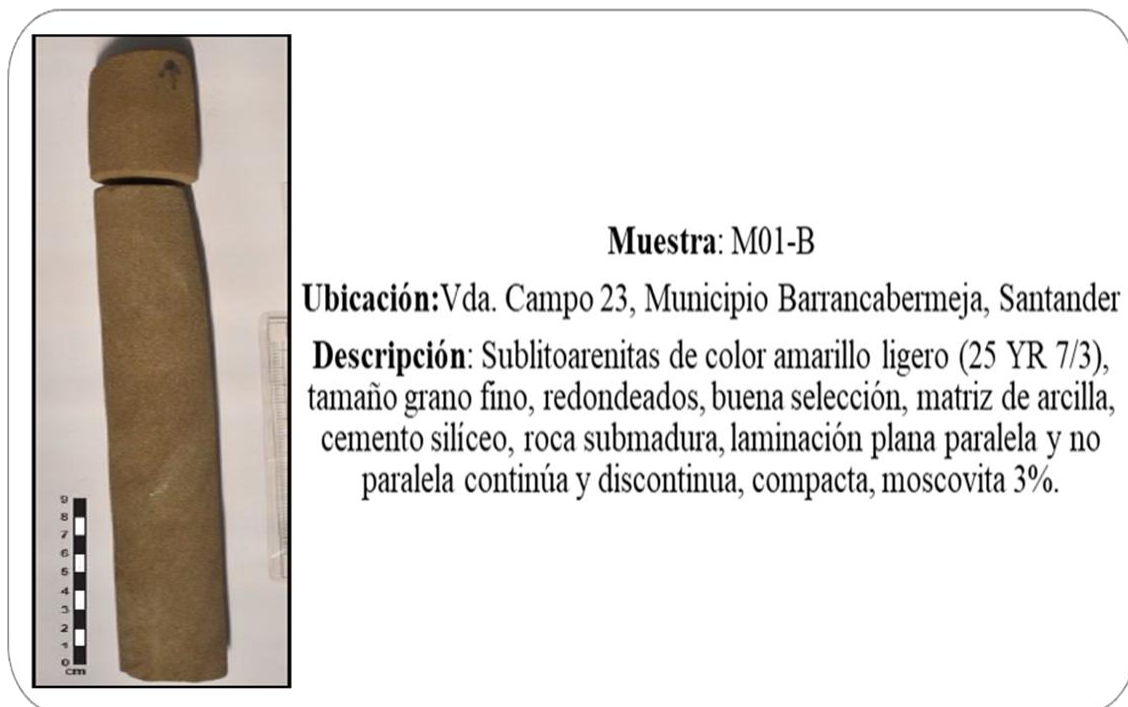 Muestra: M01-B
Ubicación:Vda. Campo 23, Municipio Barrancabermeja, Santander
Descripción: Sublitoarenitas de color amarillo ligero (25 YR 7/3),
tamaño grano fino, redondeados, buena selección, matriz de arcilla,
cemento silíceo, roca submadura, laminación plana paralela y no
paralela continúa y discontinua, compacta, moscovita 3%.
9
8
7
6
5
4
3
2
1
0
cm